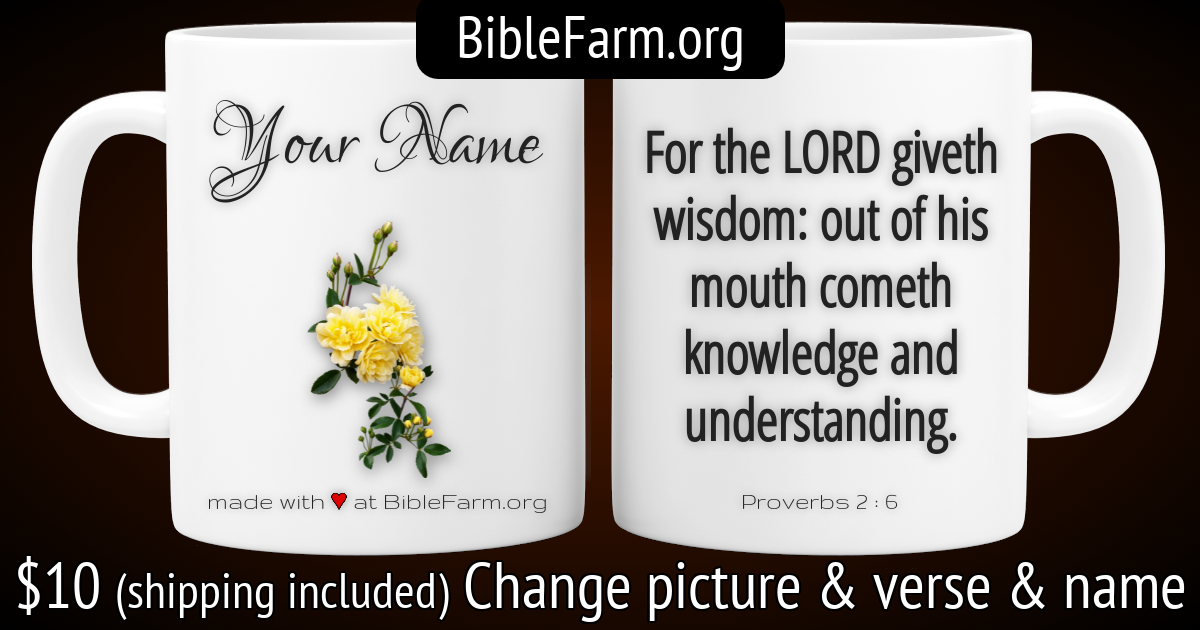 BibleFarm.org
Your Name
made with ♥ at BibleFarm.org
For the LORD giveth
wisdom: out of his
mouth cometh
knowledge and
understanding.
Proverbs 2 : 6
$10 (shipping included) Change picture & verse & name